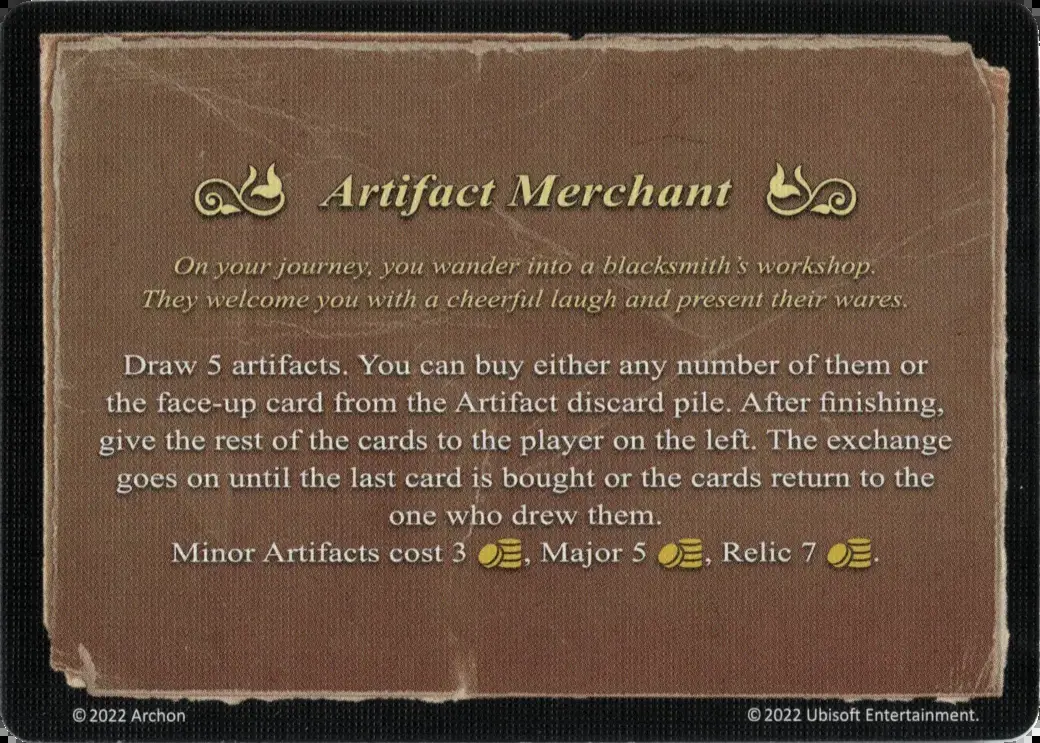 Artifact Merchant
On your journey, you wander into a blacksmith's workshop.
They welcome you with a cheerful laugh and present their wares.
Draw 5 artifacts. You can buy either any number of them or
the face-up card from the Artifact discard pile. After finishing,
give the rest of the cards to the player on the left. The exchange
goes on until the last card is bought or the cards return to the
one who drew them.
Minor Artifacts cost 3 , Major 5 , Relic 7 .
© 2022 Archon
© 2022 Ubisoft Entertainment.